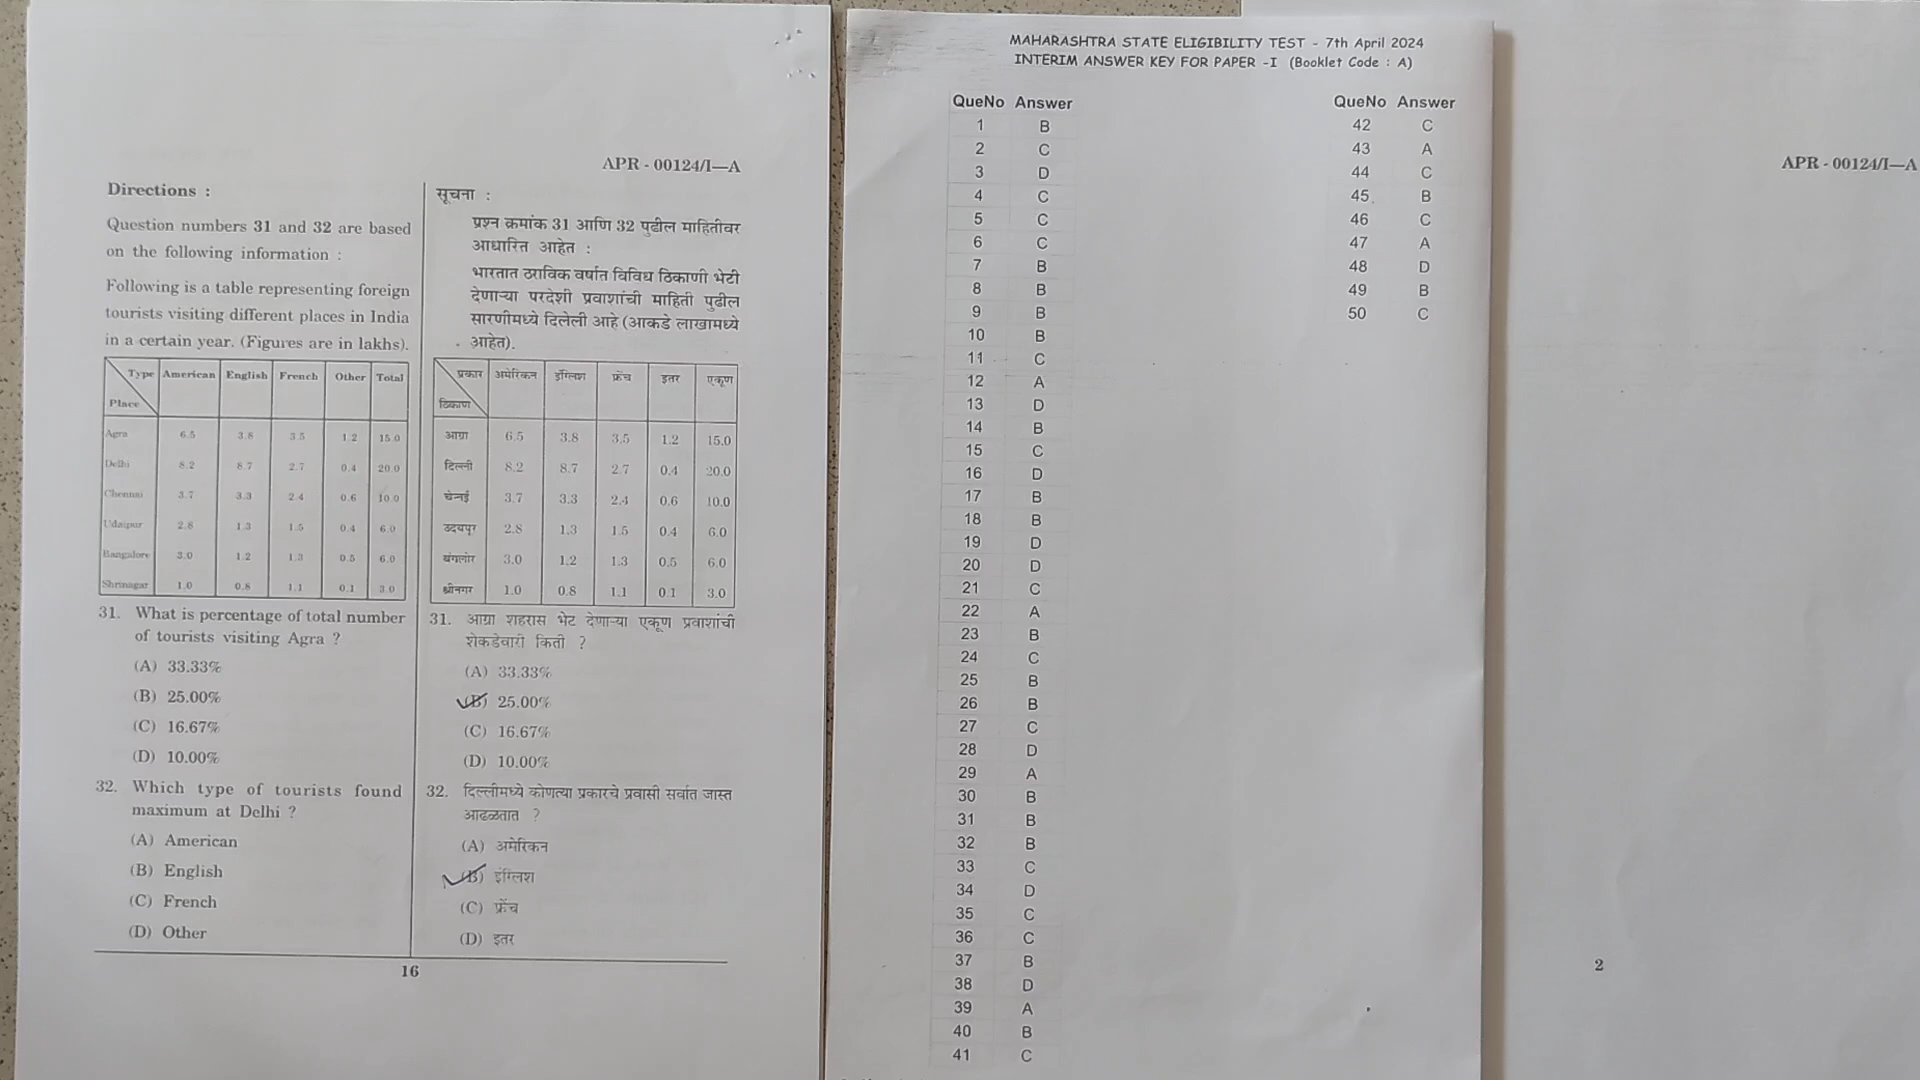 APR - 00124/I—A
Directions :
Question numbers 31 and 32 are based
on the following information :
Following is a table representing foreign
tourists visiting different places in India
in a certain year. (Figures are in lakhs).
Type American English French Other Total
Place
Agra 6.5 3.8 3.5 1.2 15.0
Delhi 8.2 8.7 2.7 0.4 20.0
Chennai 3.7 3.3 2.4 0.6 10.0
Udaipur 2.8 1.3 1.5 0.4 6.0
Bangalore 3.0 1.2 1.3 0.5 6.0
Shrinagar 1.0 0.8 1.1 0.1 3.0
31. What is percentage of total number
of tourists visiting Agra ?
(A) 33.33%
(B) 25.00%
(C) 16.67%
(D) 10.00%
32. Which type of tourists found
maximum at Delhi ?
(A) American
(B) English
(C) French
(D) Other
सूचना :
प्रश्न क्रमांक 31 आणि 32 पुढील माहितीवर
आधारित आहेत :
भारतात ठराविक वर्षात विविध ठिकाणी भेटी
देणाऱ्या परदेशी प्रवाशांची माहिती पुढील
सारणीमध्ये दिलेली आहे (आकडे लाखामध्ये
आहेत).
प्रकार अमेरिकन इंग्लिश फ्रेंच इतर एकूण
ठिकाण
आग्रा 6.5 3.8 3.5 1.2 15.0
दिल्ली 8.2 8.7 2.7 0.4 20.0
चेन्नई 3.7 3.3 2.4 0.6 10.0
उदयपूर 2.8 1.3 1.5 0.4 6.0
बंगलोर 3.0 1.2 1.3 0.5 6.0
श्रीनगर 1.0 0.8 1.1 0.1 3.0
31. आग्रा शहरास भेट देणाऱ्या एकूण प्रवाशांची
शेकडेवारी किती ?
(A) 33.33%
(B) 25.00%
(C) 16.67%
(D) 10.00%
32. दिल्लीमध्ये कोणत्या प्रकारचे प्रवासी सर्वात जास्त
आढळतात ?
(A) अमेरिकन
(B) इंग्लिश
(C) फ्रेंच
(D) इतर
16
MAHARASHTRA STATE ELIGIBILITY TEST - 7th April 2024
INTERIM ANSWER KEY FOR PAPER -I (Booklet Code : A)
QueNo Answer
1 B
2 C
3 D
4 C
5 C
6 C
7 B
8 B
9 B
10 B
11 C
12 A
13 D
14 B
15 C
16 D
17 B
18 B
19 D
20 D
21 C
22 A
23 B
24 C
25 B
26 B
27 C
28 D
29 A
30 B
31 B
32 B
33 C
34 D
35 C
36 C
37 B
38 D
39 A
40 B
41 C
QueNo Answer
42 C
43 A
44 C
45 B
46 C
47 A
48 D
49 B
50 C
APR - 00124/I—A
2